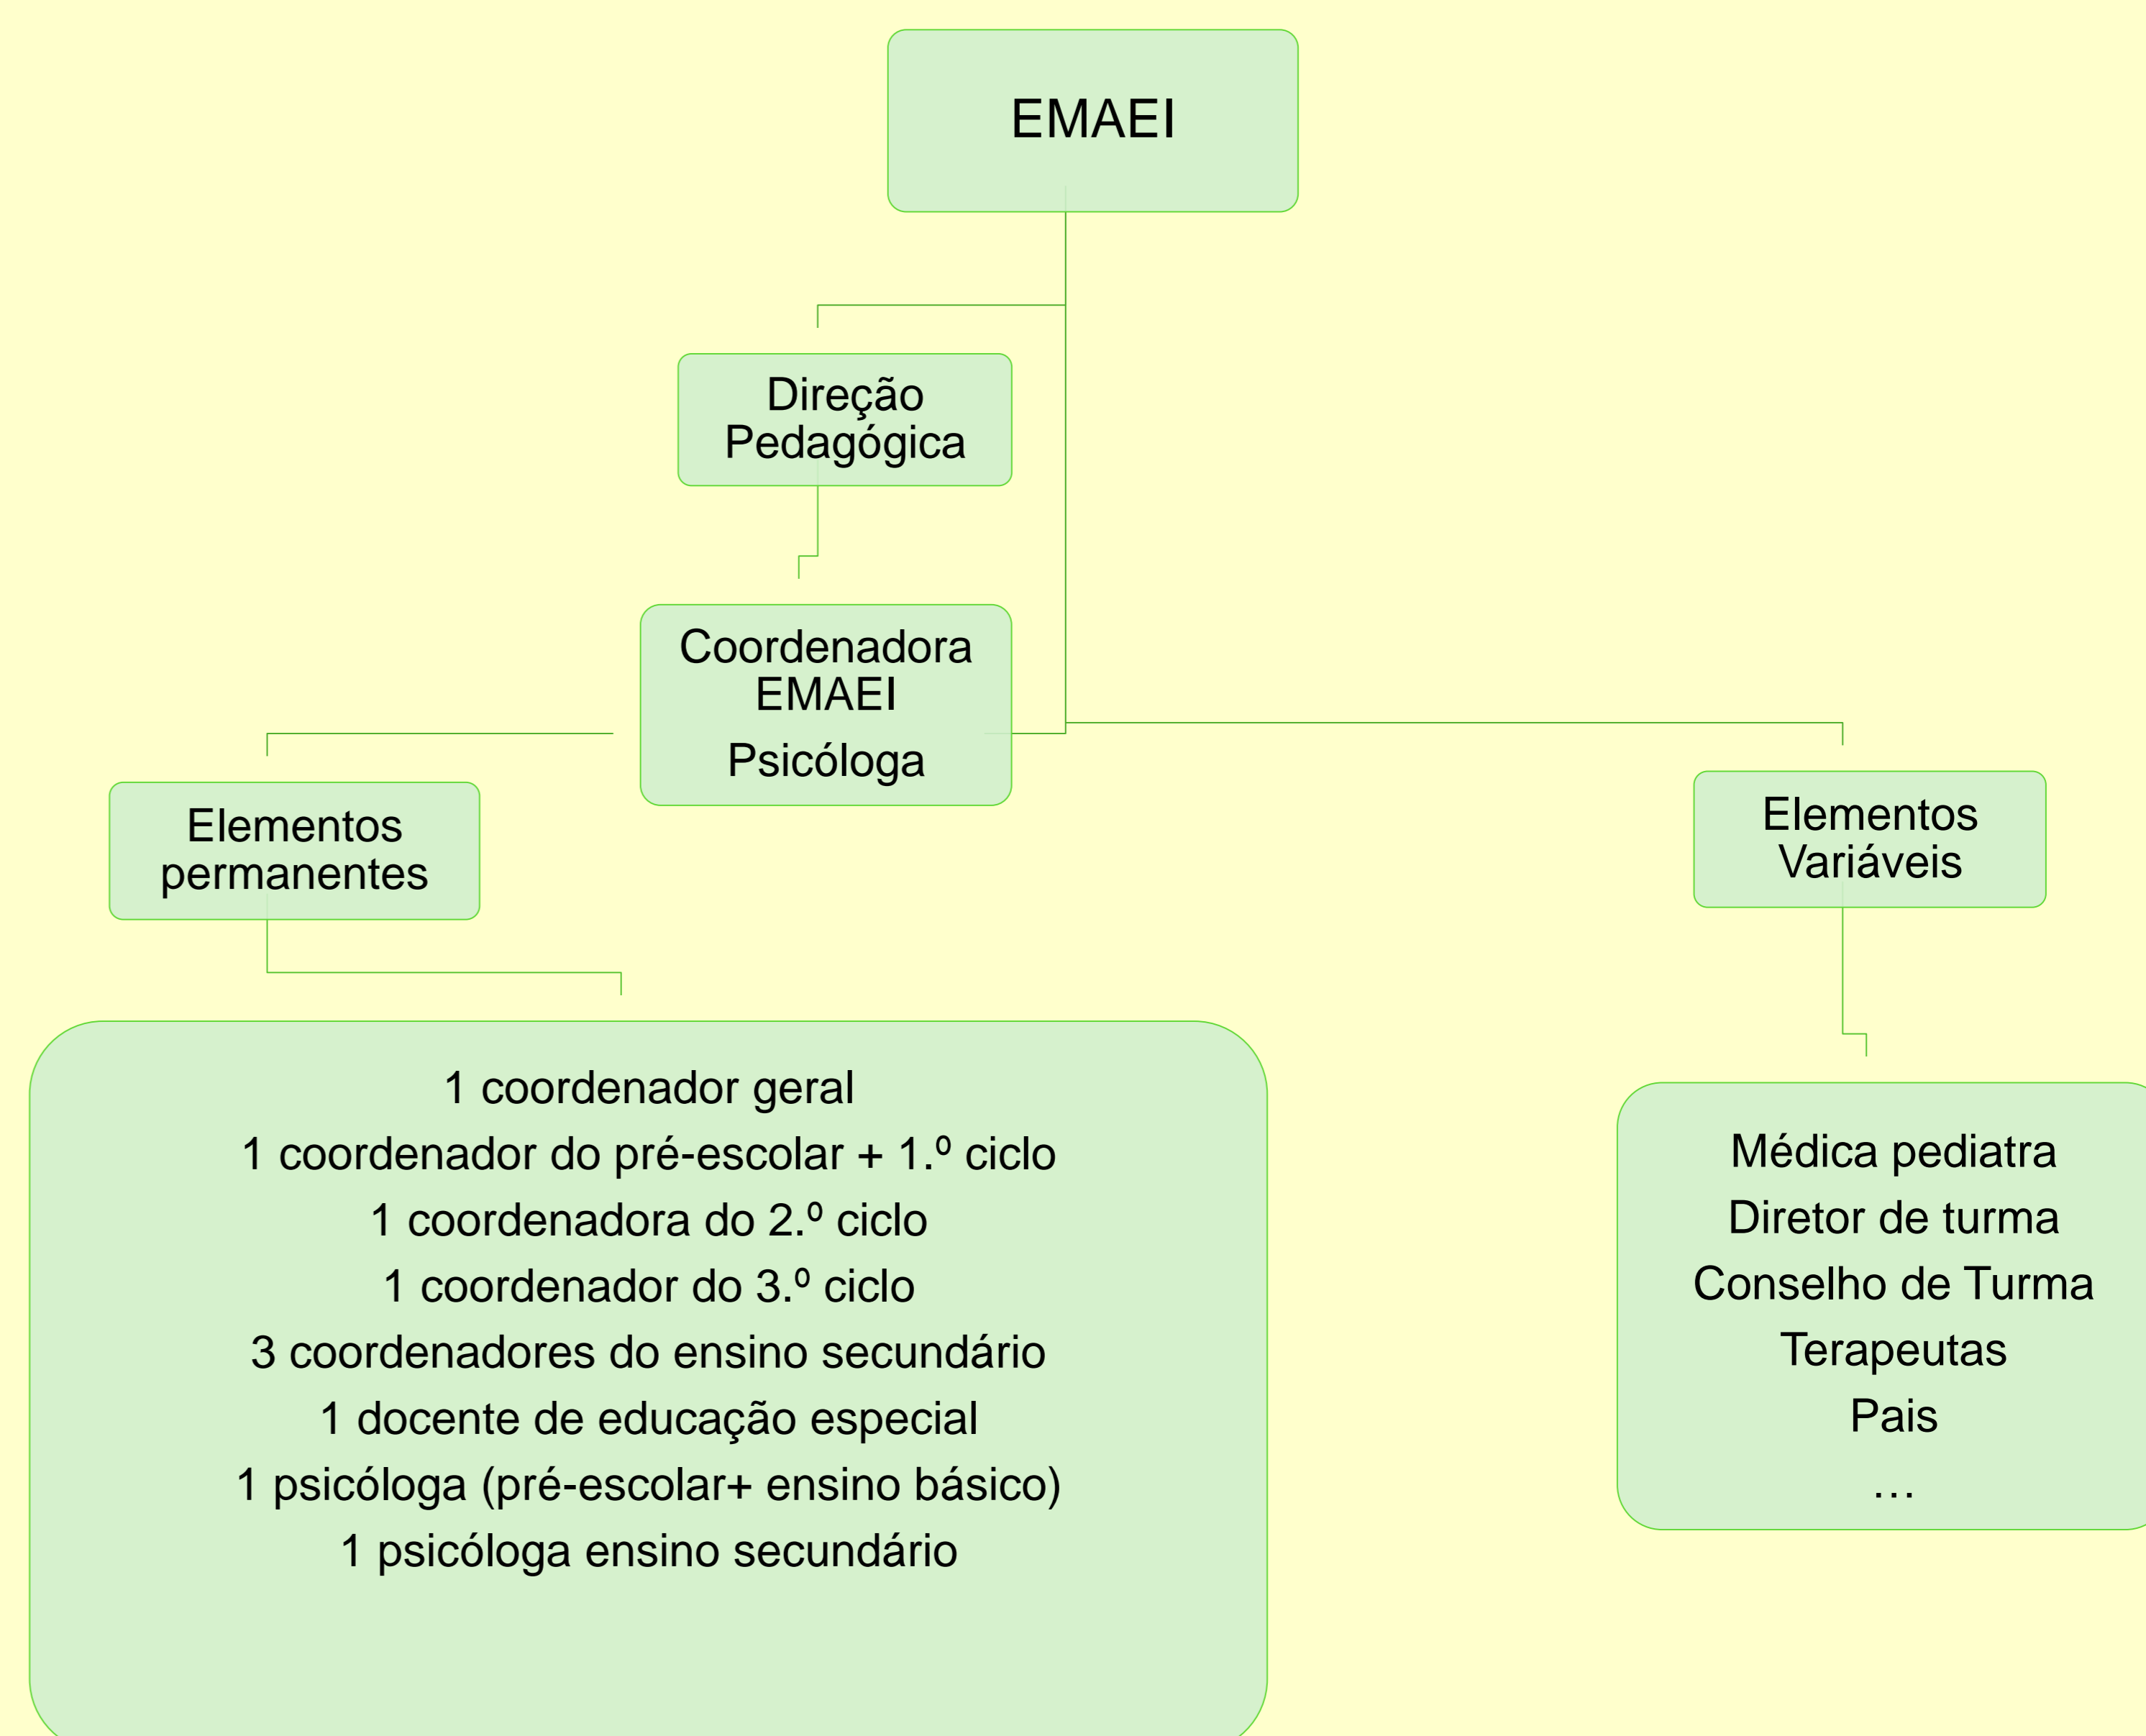 EMAEI
Direção
Pedagógica
Coordenadora
EMAEI
Psicóloga
Elementos
permanentes
Elementos
Variáveis
1 coordenador geral
1 coordenador do pré-escolar + 1.º ciclo
1 coordenadora do 2.º ciclo
1 coordenador do 3.º ciclo
3 coordenadores do ensino secundário
1 docente de educação especial
1 psicóloga (pré-escolar+ ensino básico)
1 psicóloga ensino secundário
Médica pediatra
Diretor de turma
Conselho de Turma
Terapeutas
Pais
…